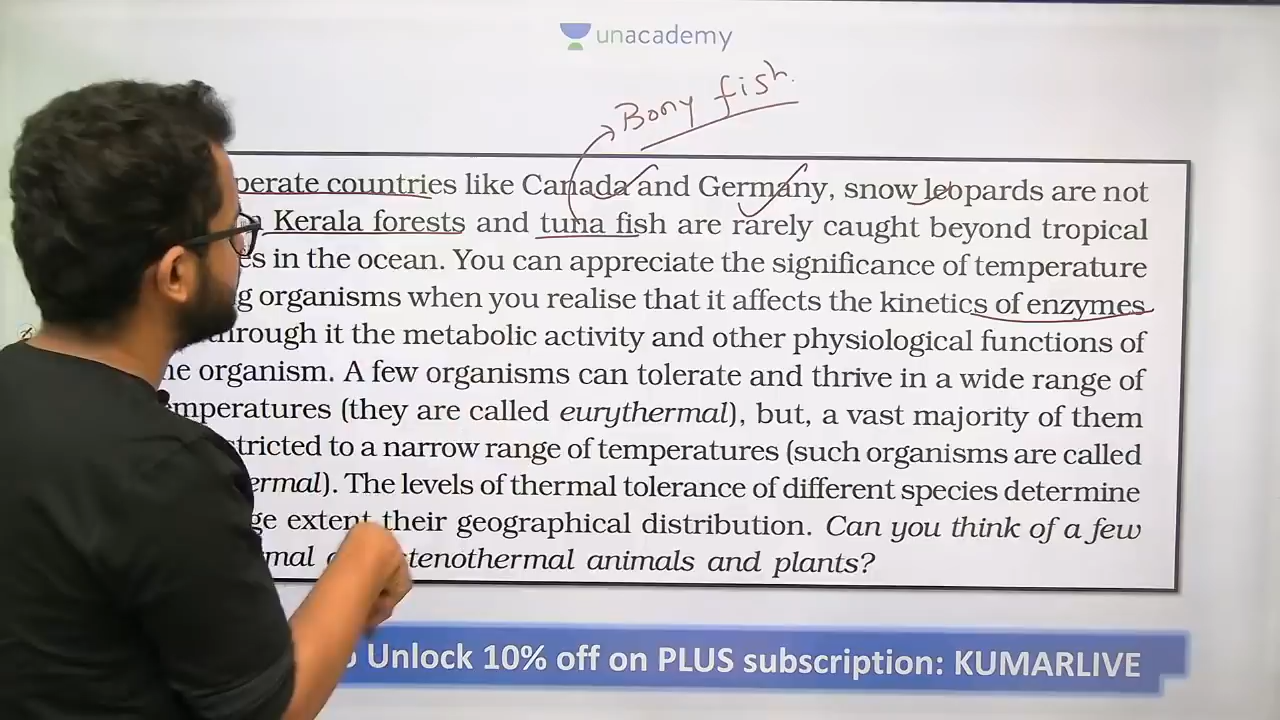 unacademy
Bony fish
perate countries like Canada and Germany, snow leopards are not
Kerala forests and tuna fish are rarely caught beyond tropical
es in the ocean. You can appreciate the significance of temperature
g organisms when you realise that it affects the kinetics of enzymes
through it the metabolic activity and other physiological functions of
he organism. A few organisms can tolerate and thrive in a wide range of
emperatures (they are called eurythermal), but, a vast majority of them
tricted to a narrow range of temperatures (such organisms are called
ermal). The levels of thermal tolerance of different species determine
ge extent their geographical distribution. Can you think of a few
mal tenothermal animals and plants?
Unlock 10% off on PLUS subscription: KUMARLIVE